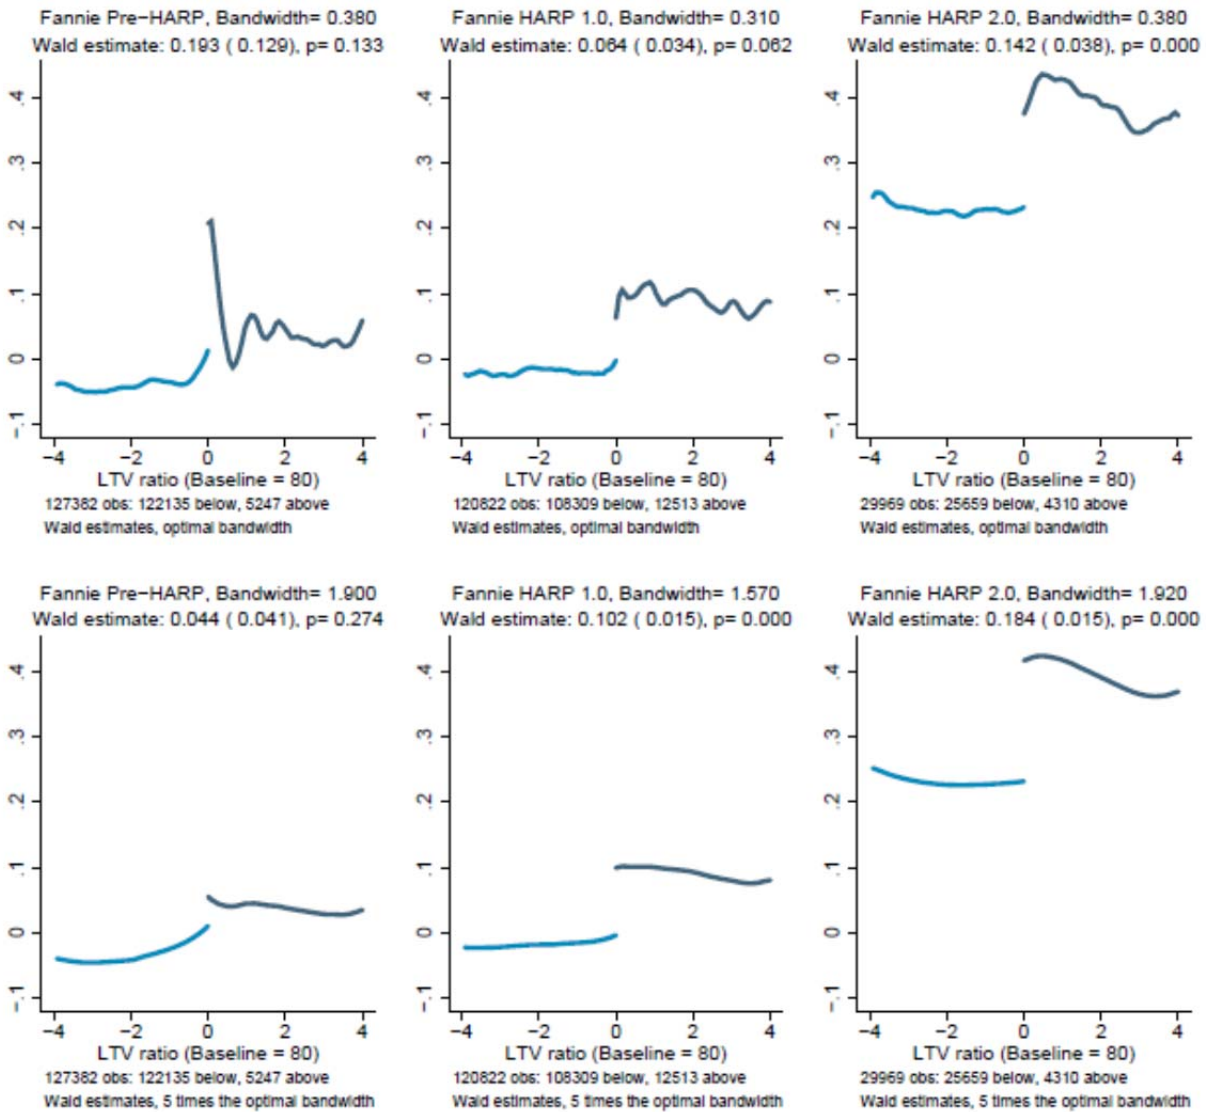 Fannie Pre-HARP, Bandwidth= 0.380
Wald estimate: 0.193 ( 0.129), p= 0.133
.4
.3
.2
.1
0
-.1
-4 -2 0 2 4
LTV ratio (Baseline = 80)
127382 obs: 122135 below, 5247 above
Wald estimates, optimal bandwidth
Fannie HARP 1.0, Bandwidth= 0.310
Wald estimate: 0.064 ( 0.034), p= 0.062
.4
.3
.2
.1
0
-.1
-4 -2 0 2 4
LTV ratio (Baseline = 80)
120822 obs: 108309 below, 12513 above
Wald estimates, optimal bandwidth
Fannie HARP 2.0, Bandwidth= 0.380
Wald estimate: 0.142 ( 0.038), p= 0.000
.4
.3
.2
.1
0
-.1
-4 -2 0 2 4
LTV ratio (Baseline = 80)
29969 obs: 25659 below, 4310 above
Wald estimates, optimal bandwidth
Fannie Pre-HARP, Bandwidth= 1.900
Wald estimate: 0.044 ( 0.041), p= 0.274
.4
.3
.2
.1
0
-.1
-4 -2 0 2 4
LTV ratio (Baseline = 80)
127382 obs: 122135 below, 5247 above
Wald estimates, 5 times the optimal bandwidth
Fannie HARP 1.0, Bandwidth= 1.570
Wald estimate: 0.102 ( 0.015), p= 0.000
.4
.3
.2
.1
0
-.1
-4 -2 0 2 4
LTV ratio (Baseline = 80)
120822 obs: 108309 below, 12513 above
Wald estimates, 5 times the optimal bandwidth
Fannie HARP 2.0, Bandwidth= 1.920
Wald estimate: 0.184 ( 0.015), p= 0.000
.4
.3
.2
.1
0
-.1
-4 -2 0 2 4
LTV ratio (Baseline = 80)
29969 obs: 25659 below, 4310 above
Wald estimates, 5 times the optimal bandwidth